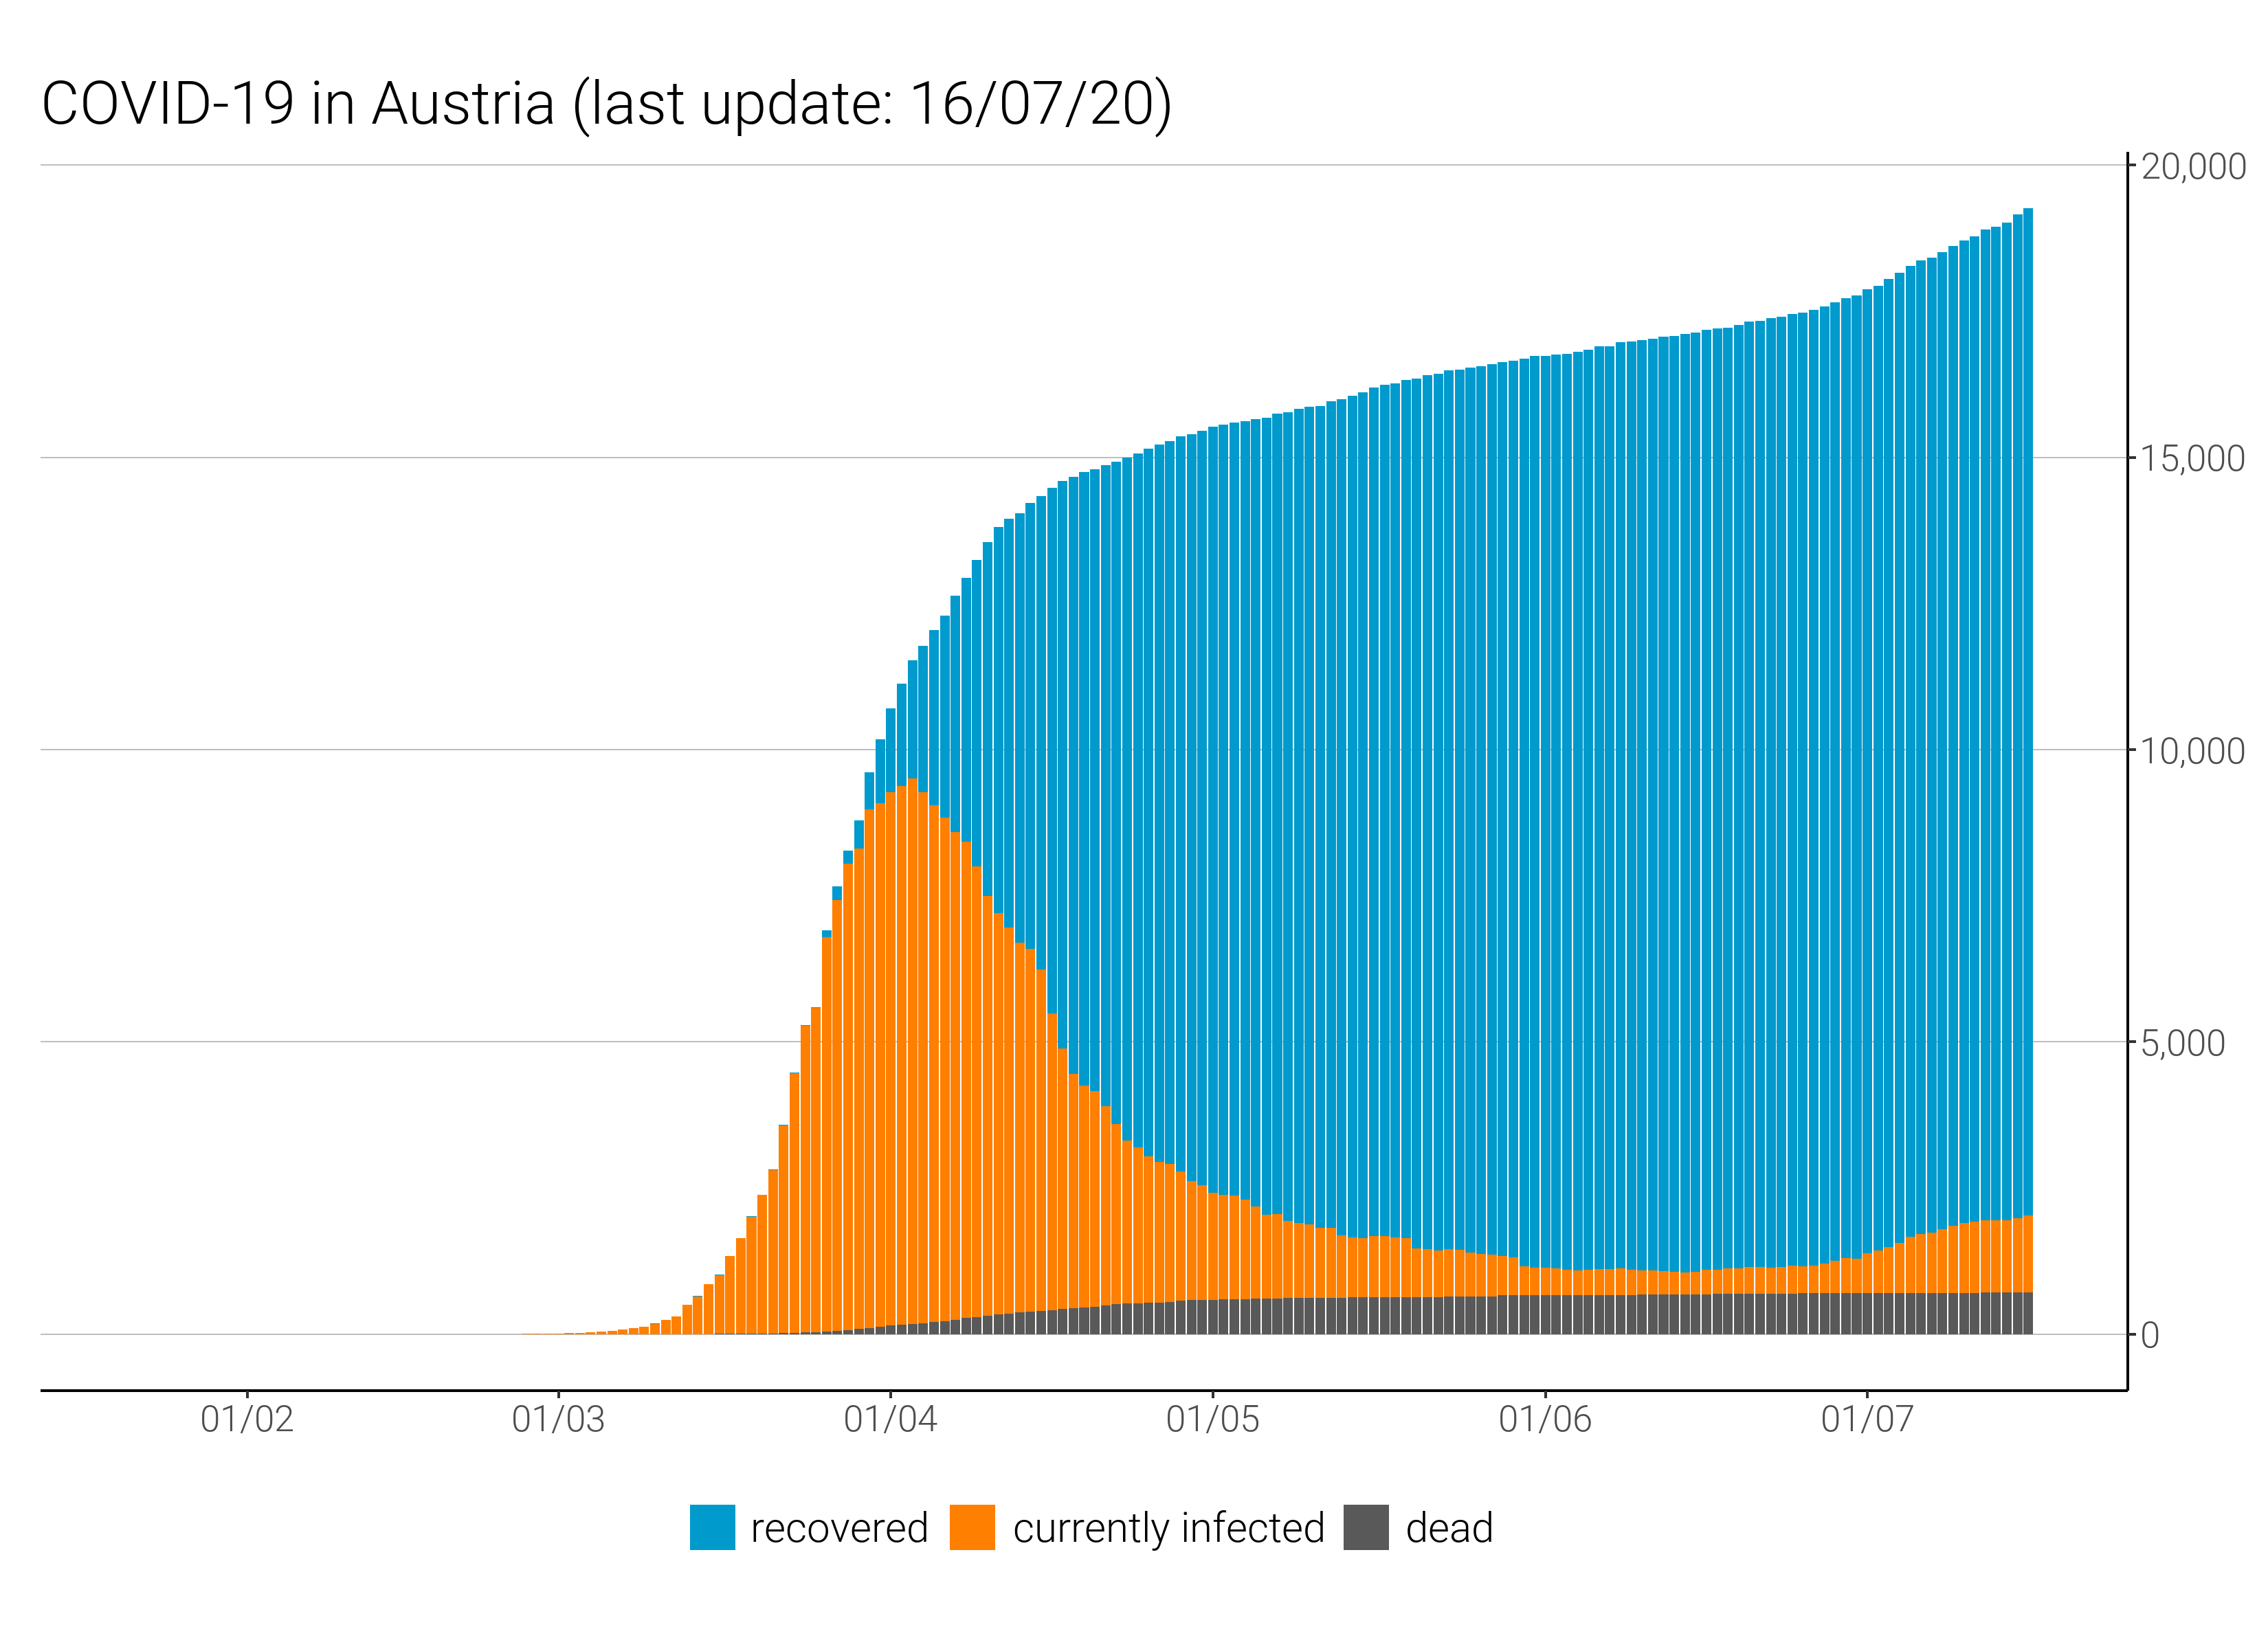 COVID-19 in Austria (last update: 16/07/20)
20,000
15,000
10,000
5,000
0
01/02 01/03 01/04 01/05 01/06 01/07
recovered currently infected dead